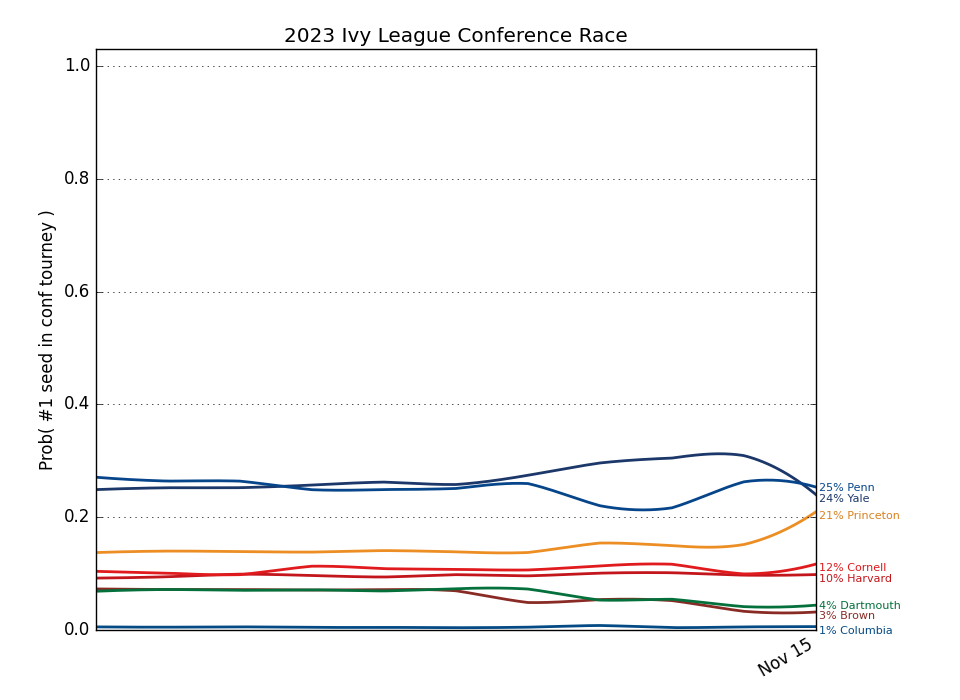 2023 Ivy League Conference Race
Prob( #1 seed in conf tourney )
1.0
0.8
0.6
0.4
0.2
0.0
25% Penn
24% Yale
21% Princeton
12% Cornell
10% Harvard
4% Dartmouth
3% Brown
1% Columbia
Nov 15